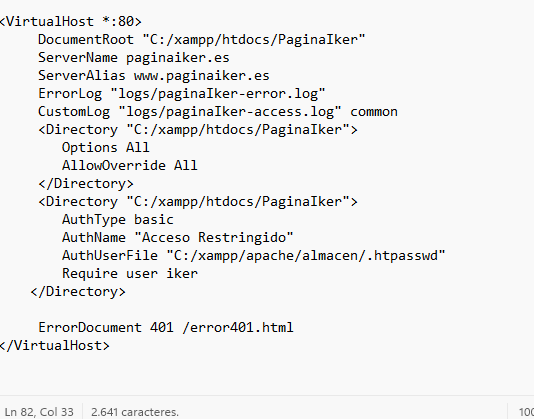 <VirtualHost *:80>
DocumentRoot "C:/xampp/htdocs/PaginaIker"
ServerName paginaiker.es
ServerAlias www.paginaiker.es
ErrorLog "logs/paginaIker-error.log"
CustomLog "logs/paginaIker-access.log" common
<Directory "C:/xampp/htdocs/PaginaIker">
Options All
AllowOverride All
</Directory>
<Directory "C:/xampp/htdocs/PaginaIker">
AuthType basic
AuthName "Acceso Restringido"
AuthUserFile "C:/xampp/apache/almacen/.htpasswd"
Require user iker
</Directory>
ErrorDocument 401 /error401.html
</VirtualHost>
Ln 82, Col 33 2.641 caracteres. 100